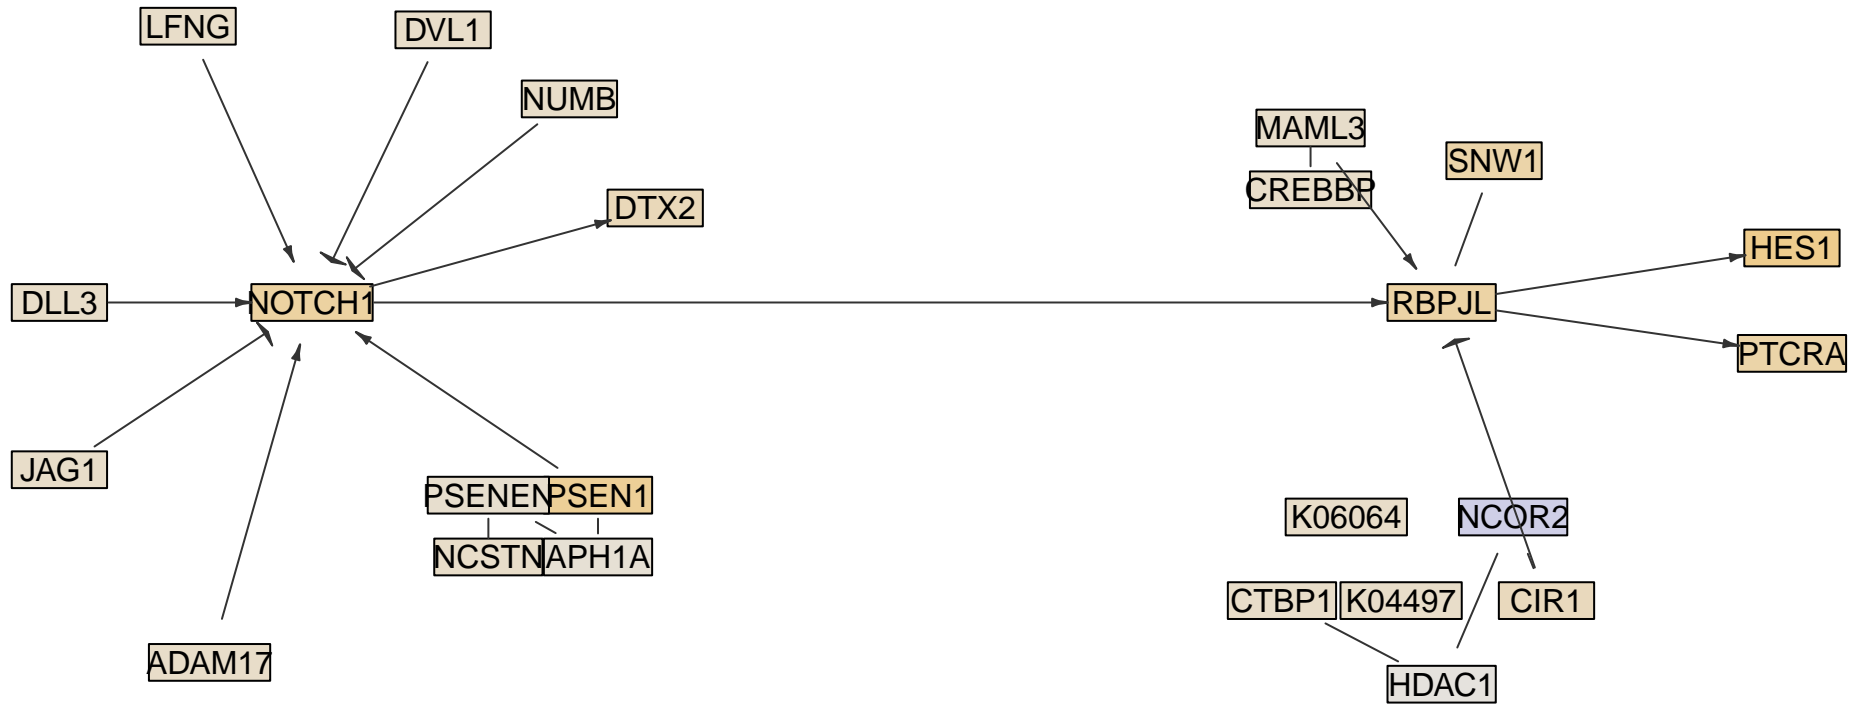 LFNG
DVL1
NUMB
MAML3
SNW1
CREBBP
DTX2
HES1
DLL3
NOTCH1
RBPJL
PTCRA
JAG1
PSENEN
PSEN1
K06064
NCOR2
NCSTN
APH1A
CTBP1
K04497
CIR1
ADAM17
HDAC1